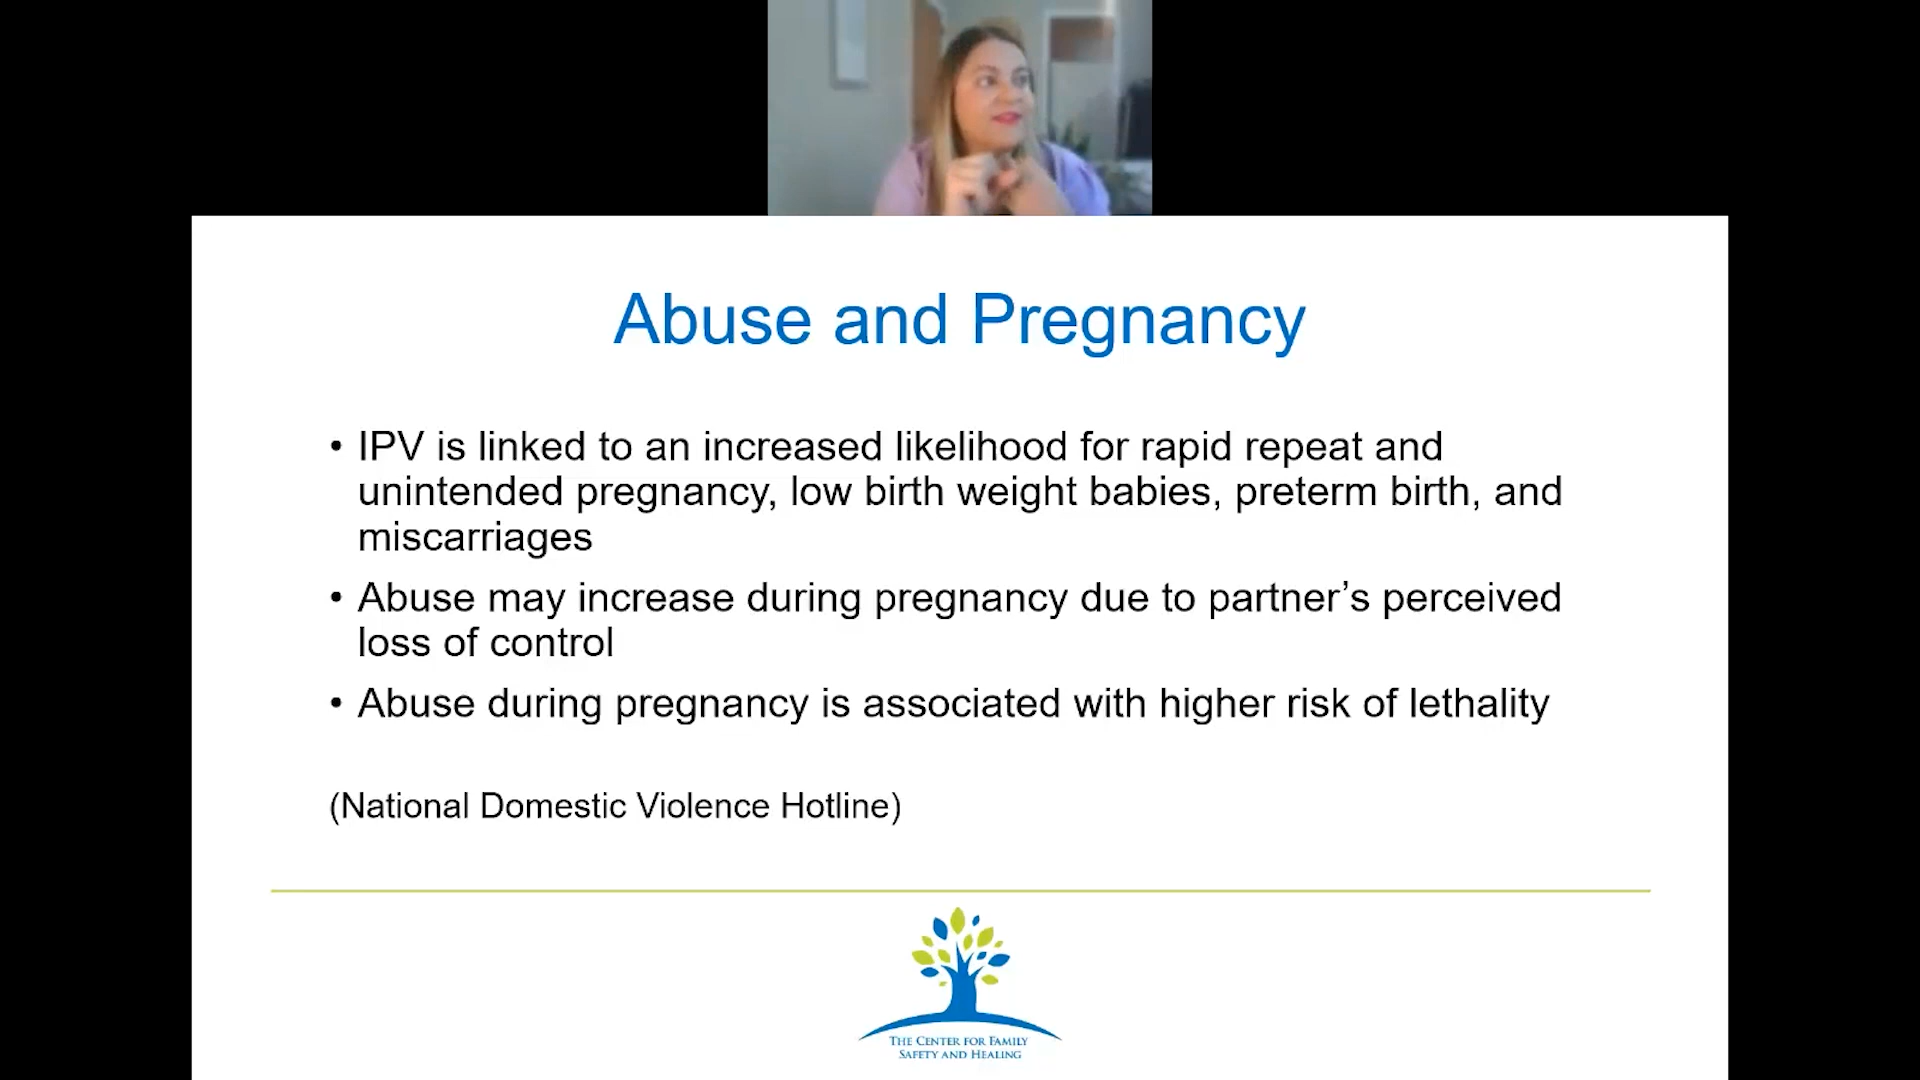 Abuse and Pregnancy
• IPV is linked to an increased likelihood for rapid repeat and
unintended pregnancy, low birth weight babies, preterm birth, and
miscarriages
• Abuse may increase during pregnancy due to partner’s perceived
loss of control
• Abuse during pregnancy is associated with higher risk of lethality
(National Domestic Violence Hotline)
THE CENTER FOR FAMILY
SAFETY AND HEALING